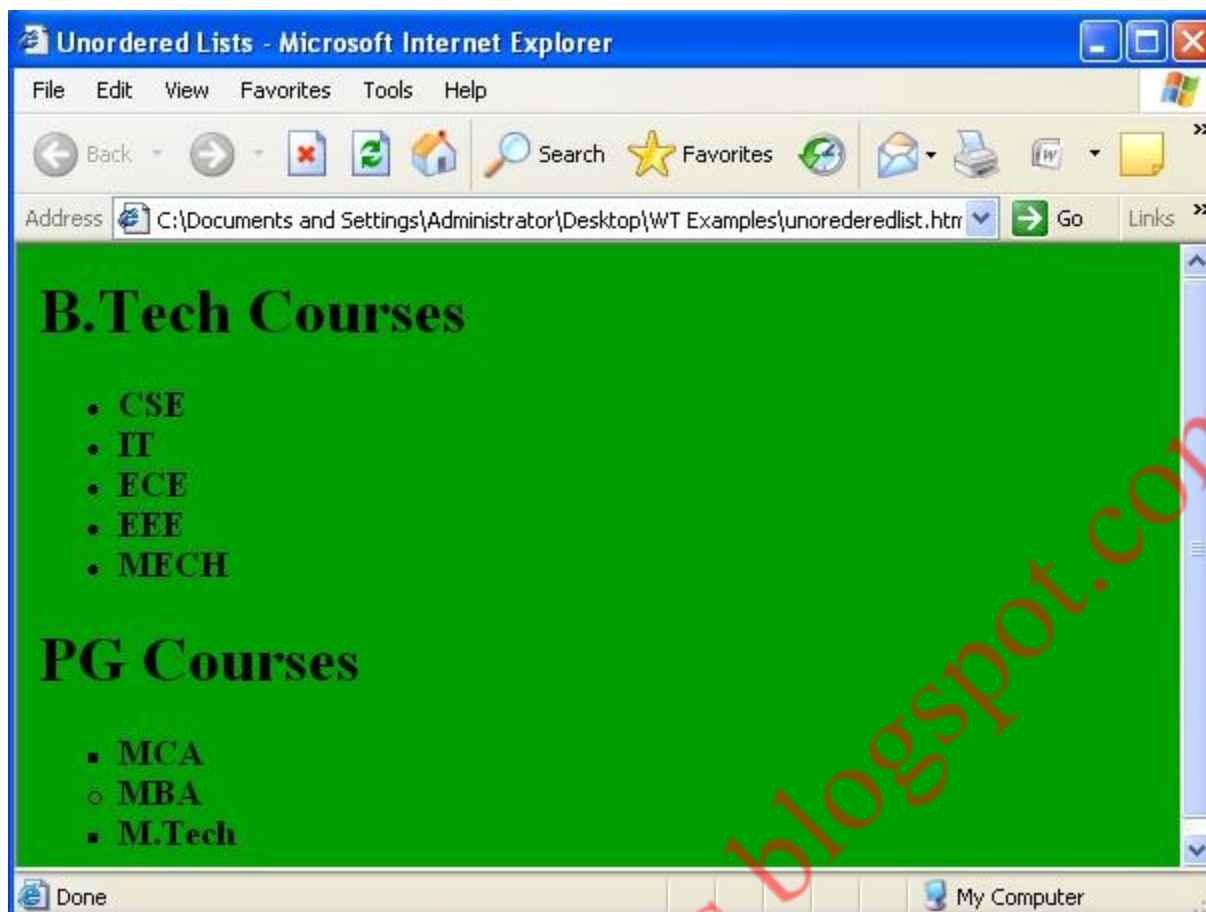 Unordered Lists - Microsoft Internet Explorer
File Edit View Favorites Tools Help
Back Search Favorites W
Address C:\Documents and Settings\Administrator\Desktop\WT Examples\unorederedlist.htm Go Links
B.Tech Courses
CSE
IT
ECE
EEE
MECH
PG Courses
MCA
MBA
M.Tech
blogspot.com
Done My Computer